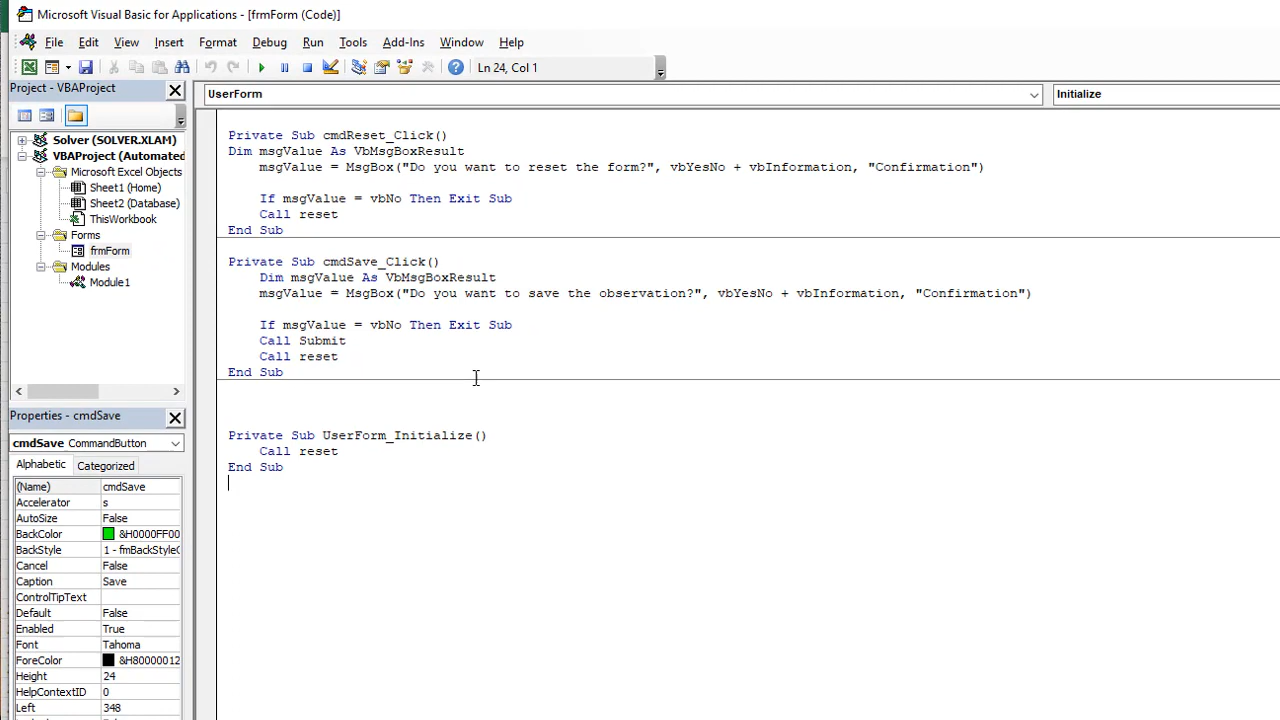 Microsoft Visual Basic for Applications - [frmForm (Code)]
File Edit View Insert Format Debug Run Tools Add-Ins Window Help
Ln 24, Col 1
Project - VBAProject
UserForm
Initialize
Solver (SOLVER.XLAM)
VBAProject (Automated
Microsoft Excel Objects
Sheet1 (Home)
Sheet2 (Database)
ThisWorkbook
Forms
frmForm
Modules
Module1
Properties - cmdSave
cmdSave CommandButton
Alphabetic Categorized
(Name) cmdSave
Accelerator s
AutoSize False
BackColor &H0000FF00
BackStyle 1 - fmBackStyleO
Cancel False
Caption Save
ControlTipText
Default False
Enabled True
Font Tahoma
ForeColor &H80000012
Height 24
HelpContextID 0
Left 348
Private Sub cmdReset_Click()
Dim msgValue As VbMsgBoxResult
msgValue = MsgBox("Do you want to reset the form?", vbYesNo + vbInformation, "Confirmation")
If msgValue = vbNo Then Exit Sub
Call reset
End Sub
Private Sub cmdSave_Click()
Dim msgValue As VbMsgBoxResult
msgValue = MsgBox("Do you want to save the observation?", vbYesNo + vbInformation, "Confirmation")
If msgValue = vbNo Then Exit Sub
Call Submit
Call reset
End Sub
Private Sub UserForm_Initialize()
Call reset
End Sub